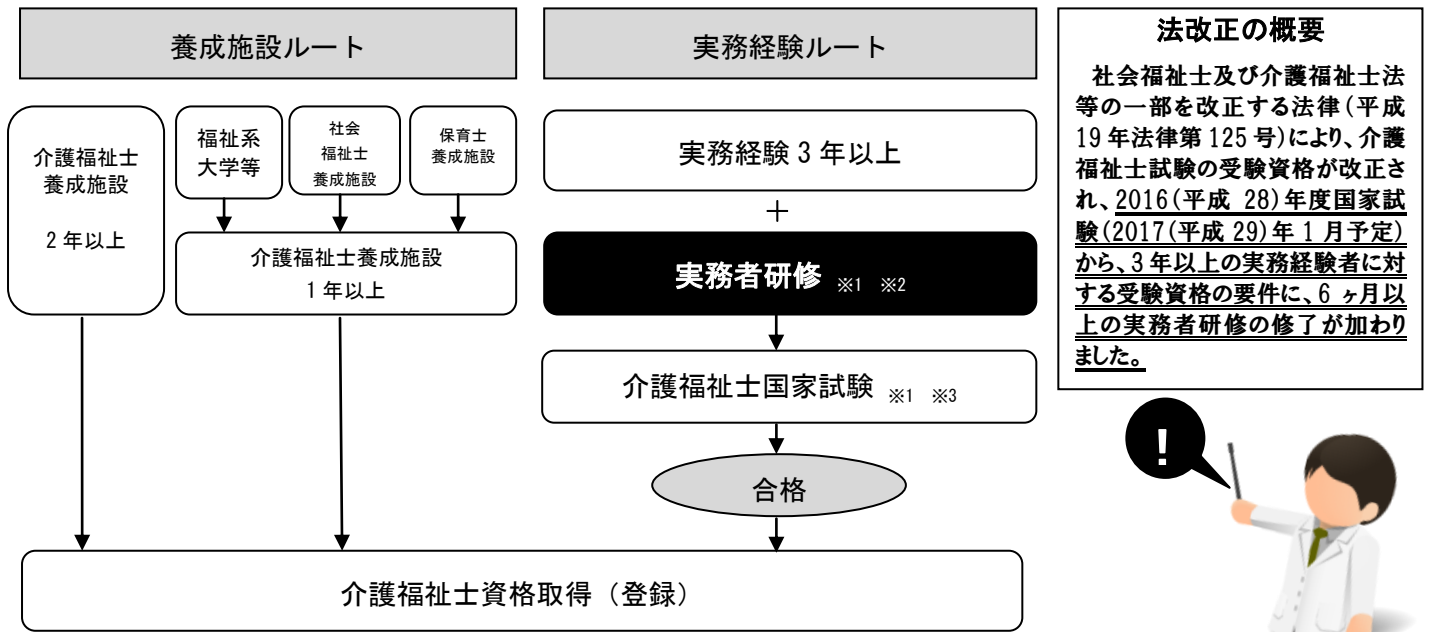 養成施設ルート
介護福祉士
養成施設
2年以上
福祉系
大学等
社会
福祉士
養成施設
保育士
養成施設
介護福祉士養成施設
1年以上
実務経験ルート
実務経験3年以上
＋
実務者研修 ※1 ※2
介護福祉士国家試験 ※1 ※3
合格
介護福祉士資格取得（登録）
法改正の概要
社会福祉士及び介護福祉士法
等の一部を改正する法律(平成
19年法律第125号)により、介護
福祉士試験の受験資格が改正さ
れ、2016(平成 28)年度国家試
験(2017(平成 29)年1月予定)
から、3年以上の実務経験者に対
する受験資格の要件に、6ヶ月以
上の実務者研修の修了が加わり
ました。
!